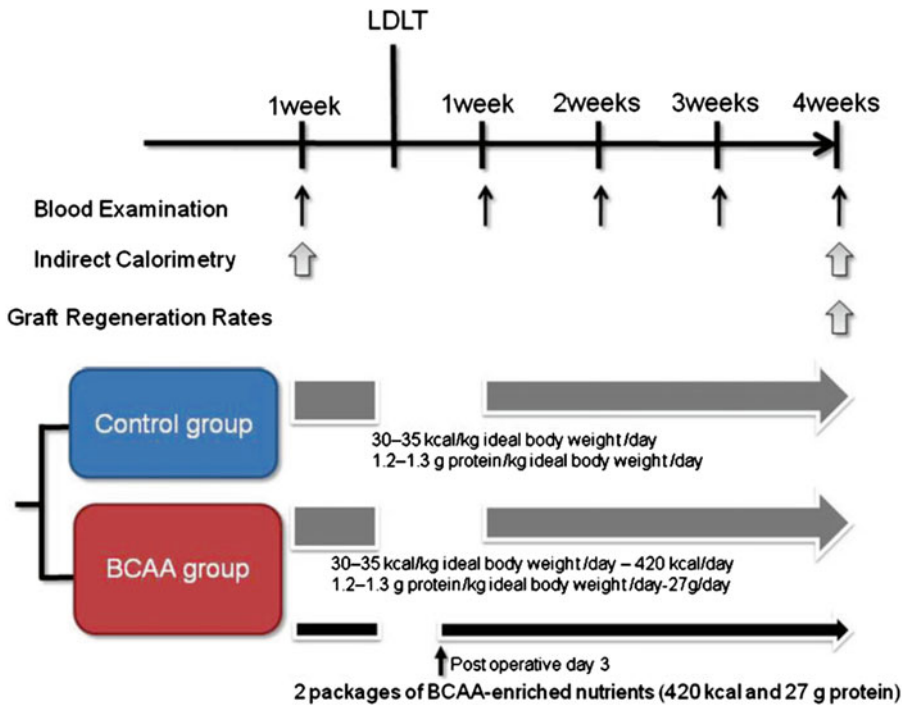 LDLT
1week 1week 2weeks 3weeks 4weeks
Blood Examination
Indirect Calorimetry
Graft Regeneration Rates
Control group
30–35 kcal/kg ideal body weight /day
1.2–1.3 g protein/kg ideal body weight /day
BCAA group
30–35 kcal/kg ideal body weight /day – 420 kcal/day
1.2–1.3 g protein/kg ideal body weight /day-27g/day
Post operative day 3
2 packages of BCAA-enriched nutrients (420 kcal and 27 g protein)